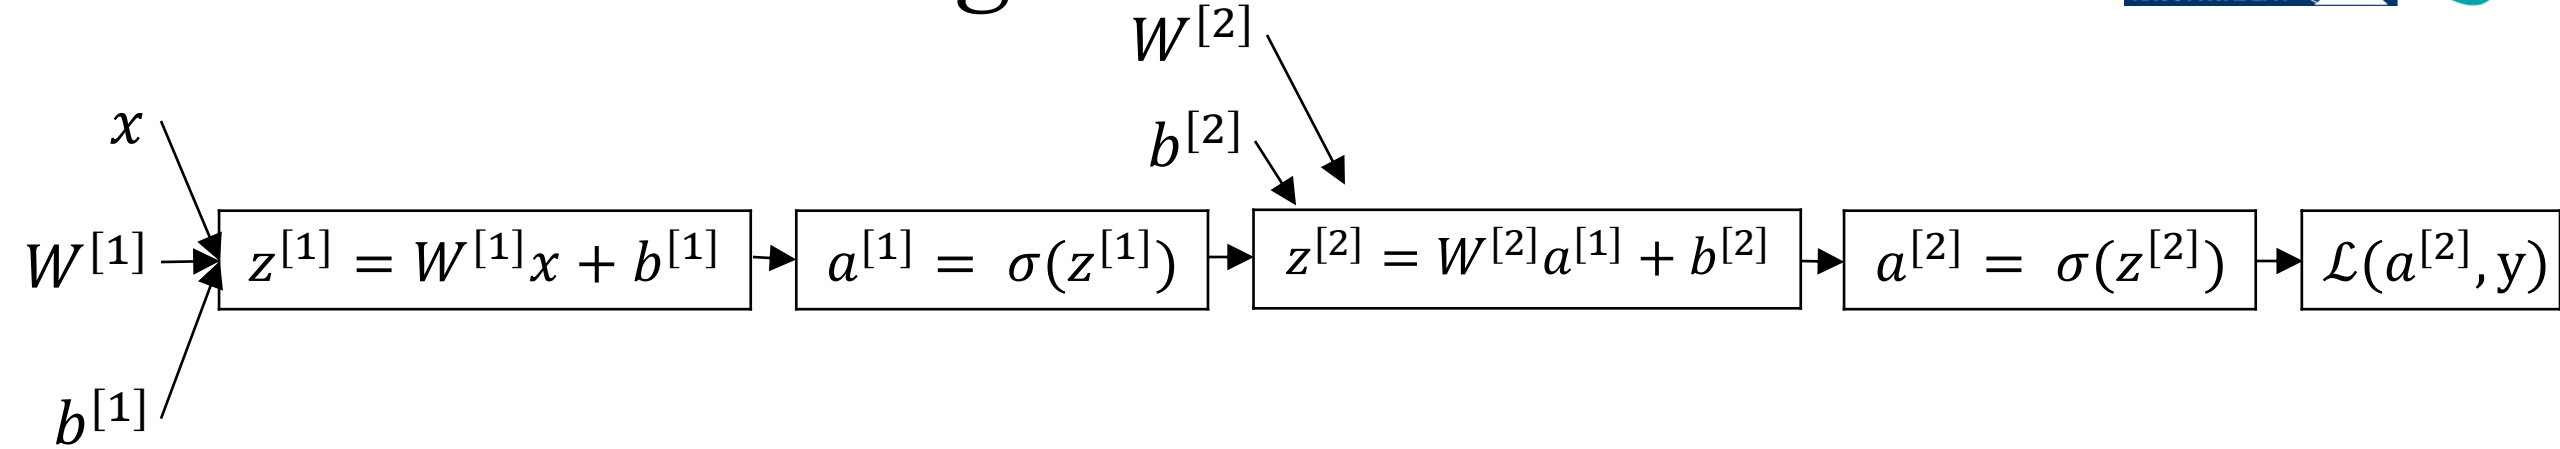 W^[2]
x
b^[2]
W^[1]
z^[1] = W^[1]x + b^[1]
a^[1] = σ(z^[1])
z^[2] = W^[2]a^[1] + b^[2]
a^[2] = σ(z^[2])
ℒ(a^[2], y)
b^[1]